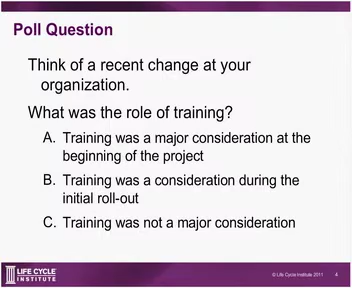 Poll Question
Think of a recent change at your
organization.
What was the role of training?
A. Training was a major consideration at the
beginning of the project
B. Training was a consideration during the
initial roll-out
C. Training was not a major consideration
LIFE CYCLE
INSTITUTE
© Life Cycle Institute 2011 4